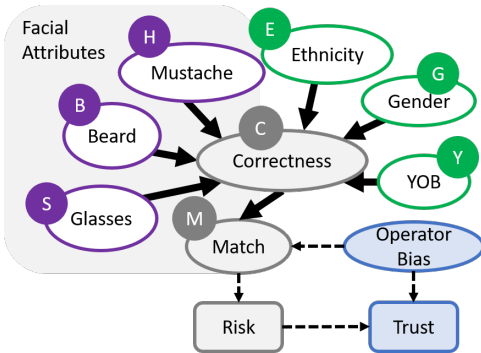 Facial
Attributes
H
Mustache
E
Ethnicity
G
Gender
B
Beard
C
Correctness
Y
YOB
S
Glasses
M
Match
Operator
Bias
Risk
Trust